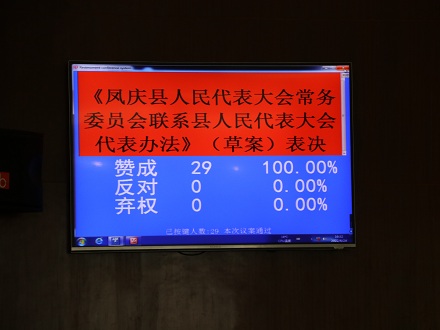 《凤庆县人民代表大会常务
委员会联系县人民代表大会
代表办法》（草案）表决
赞成 29 100.00%
反对 0 0.00%
弃权 0 0.00%
已按键人数:29 本次议案通过